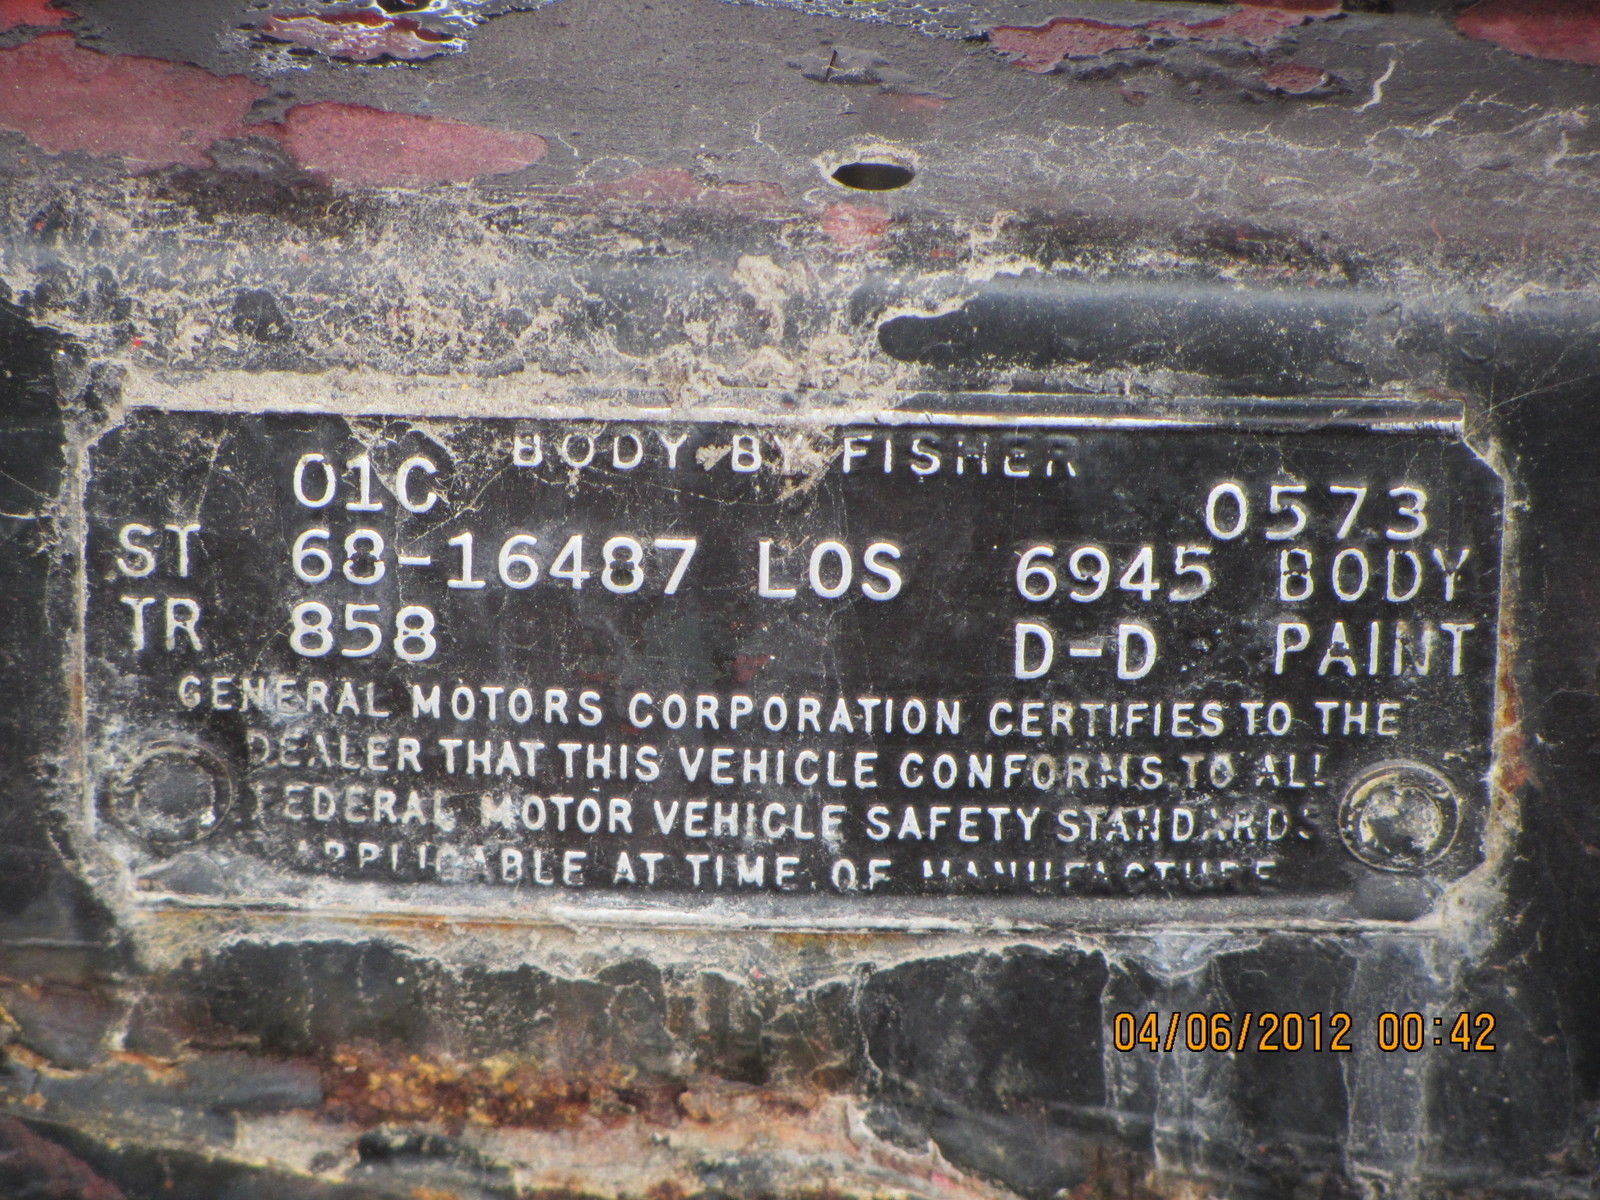 BODY BY FISHER
01C 0573
ST 68-16487 LOS 6945 BODY
TR 858 D-D PAINT
GENERAL MOTORS CORPORATION CERTIFIES TO THE
DEALER THAT THIS VEHICLE CONFORMS TO ALL
FEDERAL MOTOR VEHICLE SAFETY STANDARDS
APPLICABLE AT TIME OF MANUFACTURE
04/06/2012 00:42